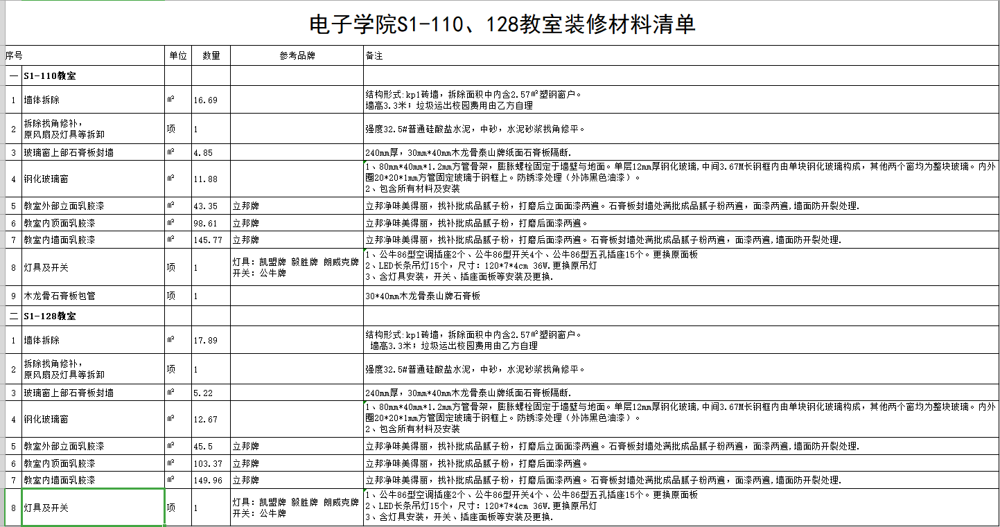 电子学院S1-110、128教室装修材料清单
序号 单位 数量 参考品牌 备注
一 S1-110教室
1 墙体拆除 ㎡ 16.69 结构形式:kp1砖墙，拆除面积中内含2.57㎡塑钢窗户。
墙高3.3米；垃圾运出校园费用由乙方自理
2 拆除找角修补，
原风扇及灯具等拆卸 项 1 强度32.5#普通硅酸盐水泥，中砂，水泥砂浆找角修平。
3 玻璃窗上部石膏板封墙 ㎡ 4.85 240mm厚，30mm*40mm木龙骨泰山牌纸面石膏板隔断.
4 钢化玻璃窗 ㎡ 11.88 1、80mm*40mm*1.2mm方管骨架，膨胀螺栓固定于墙壁与地面。单层12mm厚钢化玻璃,中间3.67M长钢框内由单块钢化玻璃构成，其他两个窗均为整块玻璃。内外
圈20*20*1mm方管固定玻璃于钢框上。防锈漆处理（外饰黑色油漆）。
2、包含所有材料及安装
5 教室外部立面乳胶漆 ㎡ 43.35 立邦牌 立邦净味美得丽，找补批成品腻子粉，打磨后立面面漆两遍。石膏板封墙处满批成品腻子粉两遍，面漆两遍,墙面防开裂处理.
6 教室内顶面乳胶漆 ㎡ 98.61 立邦牌 立邦净味美得丽，找补批成品腻子粉，打磨后面漆两遍。
7 教室内墙面乳胶漆 ㎡ 145.77 立邦牌 立邦净味美得丽，找补批成品腻子粉，打磨后面漆两遍。石膏板封墙处满批成品腻子粉两遍，面漆两遍,墙面防开裂处理.
8 灯具及开关 项 1 灯具：凯盟牌 毅胜牌 朗威克牌
开关：公牛牌 1、公牛86型空调插座2个、公牛86型开关4个、公牛86型五孔插座15个。更换原面板
2、LED长条吊灯15个，尺寸：120*7*4cm 36W.更换原吊灯
3、含灯具安装，开关、插座面板等安装及更换.
9 木龙骨石膏板包管 项 1 30*40mm木龙骨泰山牌石膏板
二 S1-128教室
1 墙体拆除 ㎡ 17.89 结构形式:kp1砖墙，拆除面积中内含2.57㎡塑钢窗户。
墙高3.3米；垃圾运出校园费用由乙方自理
2 拆除找角修补，
原风扇及灯具等拆卸 项 1 强度32.5#普通硅酸盐水泥，中砂，水泥砂浆找角修平。
3 玻璃窗上部石膏板封墙 ㎡ 5.22 240mm厚，30mm*40mm木龙骨泰山牌纸面石膏板隔断.
4 钢化玻璃窗 ㎡ 12.67 1、80mm*40mm*1.2mm方管骨架，膨胀螺栓固定于墙壁与地面。单层12mm厚钢化玻璃,中间3.67M长钢框内由单块钢化玻璃构成，其他两个窗均为整块玻璃。内外
圈20*20*1mm方管固定玻璃于钢框上。防锈漆处理（外饰黑色油漆）。
2、包含所有材料及安装
5 教室外部立面乳胶漆 ㎡ 45.5 立邦牌 立邦净味美得丽，找补批成品腻子粉，打磨后立面面漆两遍。石膏板封墙处满批成品腻子粉两遍，面漆两遍,墙面防开裂处理.
6 教室内顶面乳胶漆 ㎡ 103.37 立邦牌 立邦净味美得丽，找补批成品腻子粉，打磨后面漆两遍。
7 教室内墙面乳胶漆 ㎡ 149.96 立邦牌 立邦净味美得丽，找补批成品腻子粉，打磨后面漆两遍。石膏板封墙处满批成品腻子粉两遍，面漆两遍,墙面防开裂处理.
8 灯具及开关 项 1 灯具：凯盟牌 毅胜牌 朗威克牌
开关：公牛牌 1、公牛86型空调插座2个、公牛86型开关4个、公牛86型五孔插座15个。更换原面板
2、LED长条吊灯15个，尺寸：120*7*4cm 36W.更换原吊灯
3、含灯具安装，开关、插座面板等安装及更换.